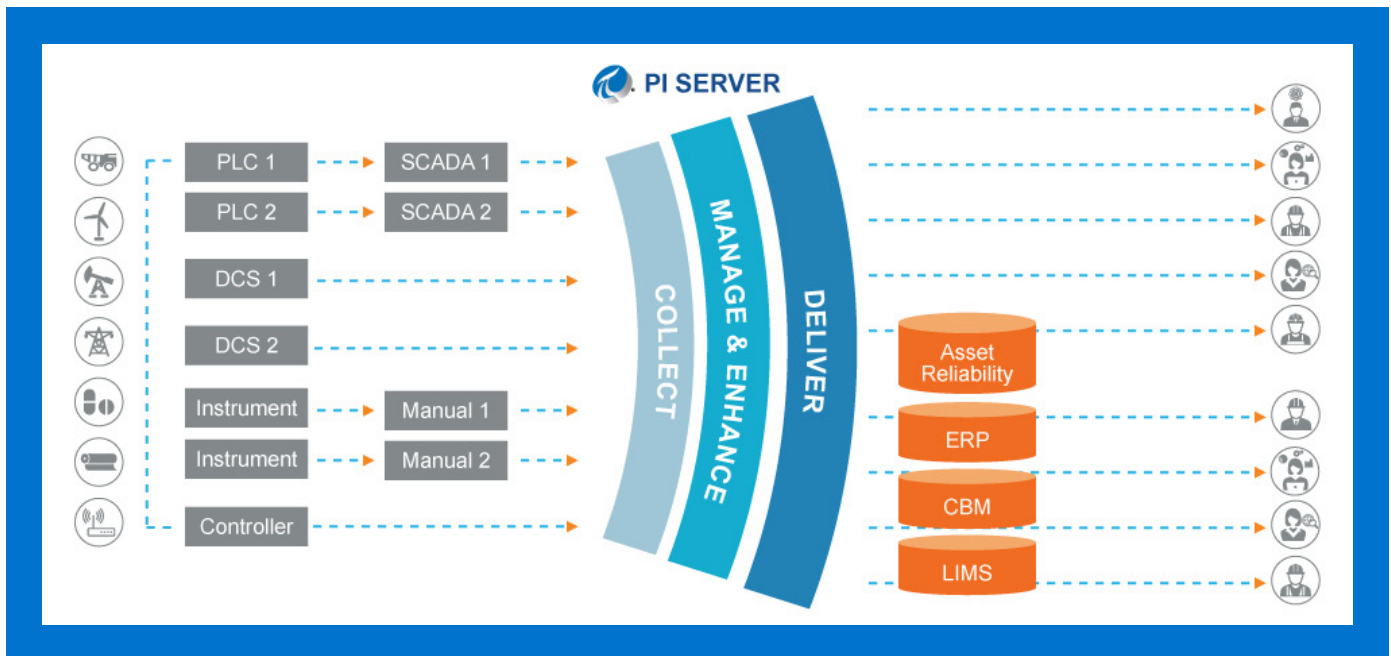 PI SERVER
PLC 1
SCADA 1
PLC 2
SCADA 2
DCS 1
DCS 2
Instrument
Manual 1
Instrument
Manual 2
Controller
COLLECT
MANAGE & ENHANCE
DELIVER
Asset
Reliability
ERP
CBM
LIMS